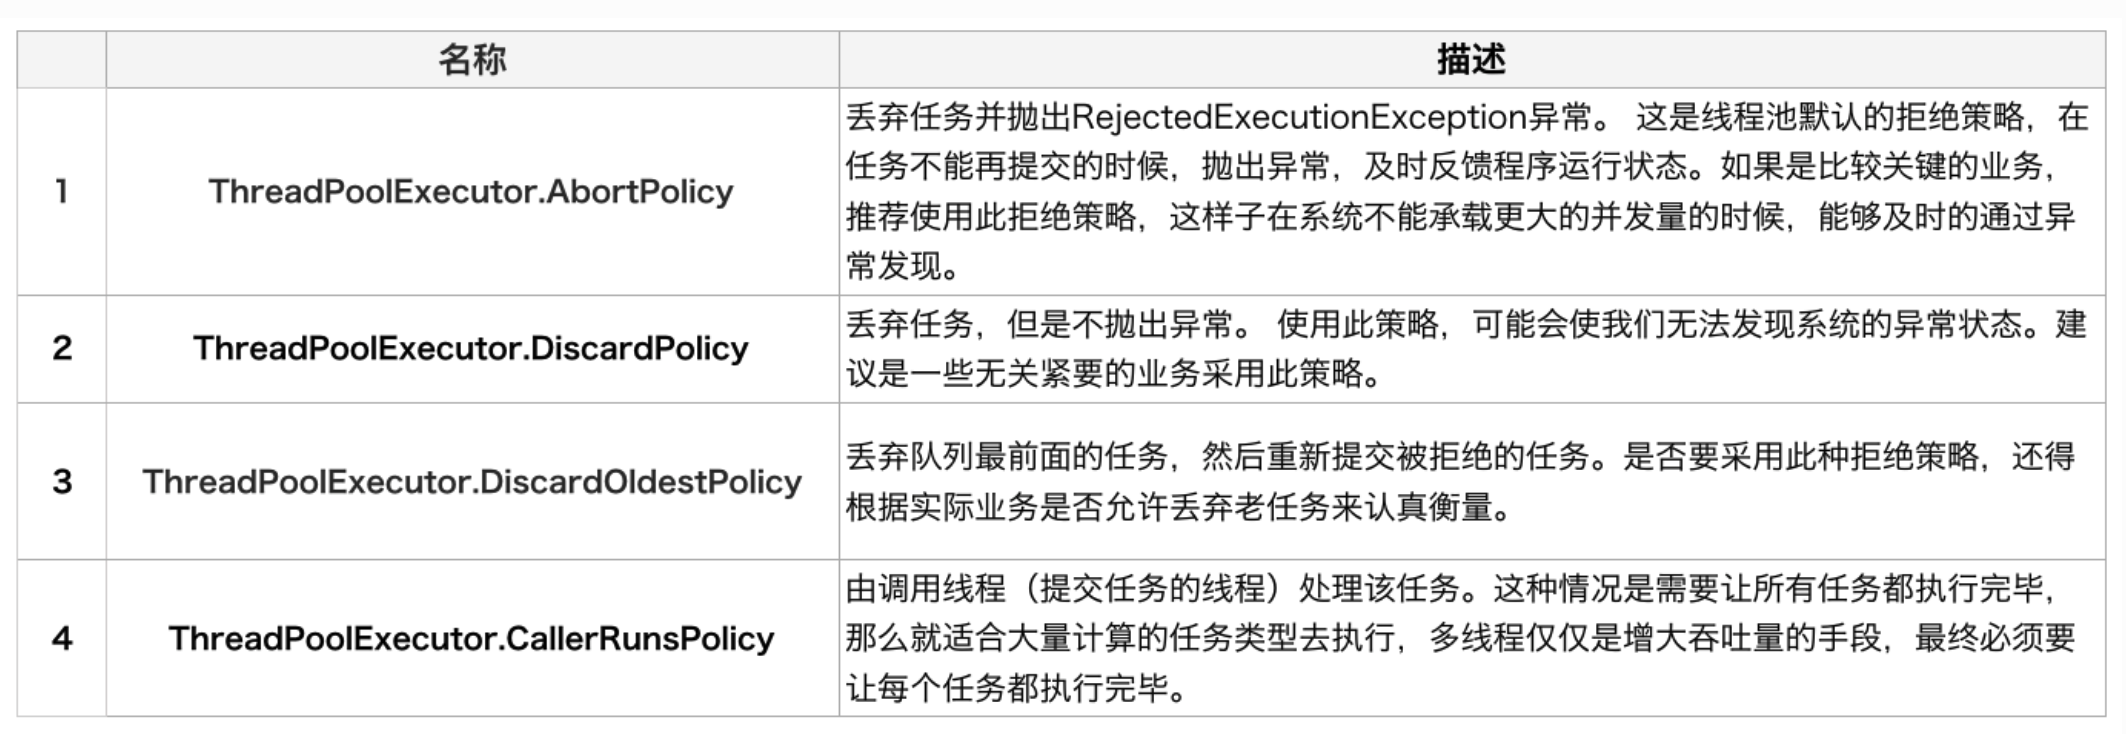 名称
描述
1
ThreadPoolExecutor.AbortPolicy
丢弃任务并抛出RejectedExecutionException异常。 这是线程池默认的拒绝策略，在
任务不能再提交的时候，抛出异常，及时反馈程序运行状态。如果是比较关键的业务，
推荐使用此拒绝策略，这样子在系统不能承载更大的并发量的时候，能够及时的通过异
常发现。
2
ThreadPoolExecutor.DiscardPolicy
丢弃任务，但是不抛出异常。 使用此策略，可能会使我们无法发现系统的异常状态。建
议是一些无关紧要的业务采用此策略。
3
ThreadPoolExecutor.DiscardOldestPolicy
丢弃队列最前面的任务，然后重新提交被拒绝的任务。是否要采用此种拒绝策略，还得
根据实际业务是否允许丢弃老任务来认真衡量。
4
ThreadPoolExecutor.CallerRunsPolicy
由调用线程（提交任务的线程）处理该任务。这种情况是需要让所有任务都执行完毕，
那么就适合大量计算的任务类型去执行，多线程仅仅是增大吞吐量的手段，最终必须要
让每个任务都执行完毕。